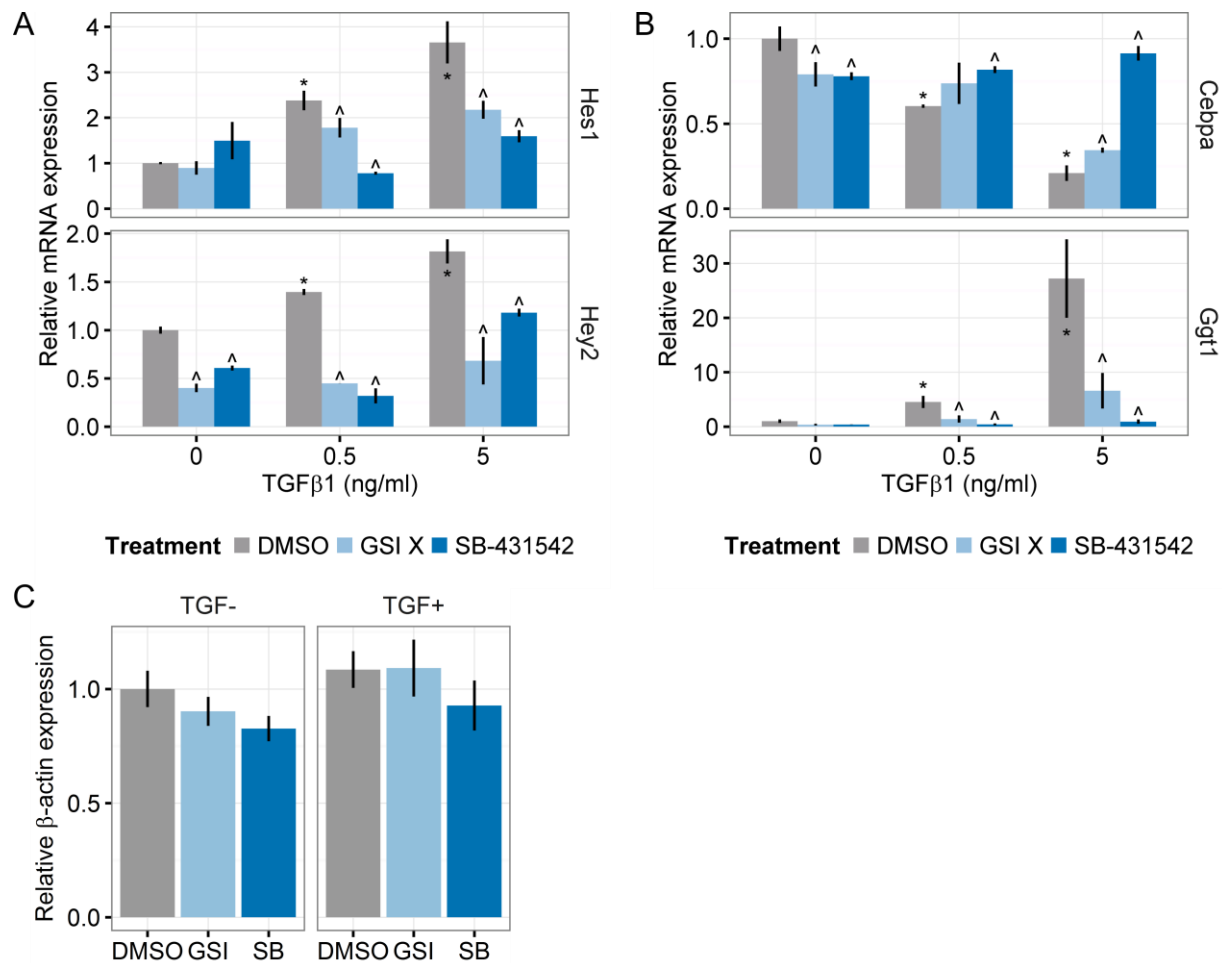 A
Relative mRNA expression
4
3
2
1
0
* ^ ^ * ^ ^
Hes1
2.0
1.5
1.0
0.5
0.0
^ ^ * ^ ^ * ^ ^
Hey2
0 0.5 5
TGFβ1 (ng/ml)
Treatment DMSO GSI X SB-431542
B
Relative mRNA expression
1.0
0.5
0.0
^ ^ * ^ * ^ ^
Cebpa
30
20
10
0
* ^ ^ * ^ ^
Ggt1
0 0.5 5
TGFβ1 (ng/ml)
Treatment DMSO GSI X SB-431542
C
TGF- TGF+
Relative β-actin expression
1.0
0.5
0.0
DMSO GSI SB DMSO GSI SB